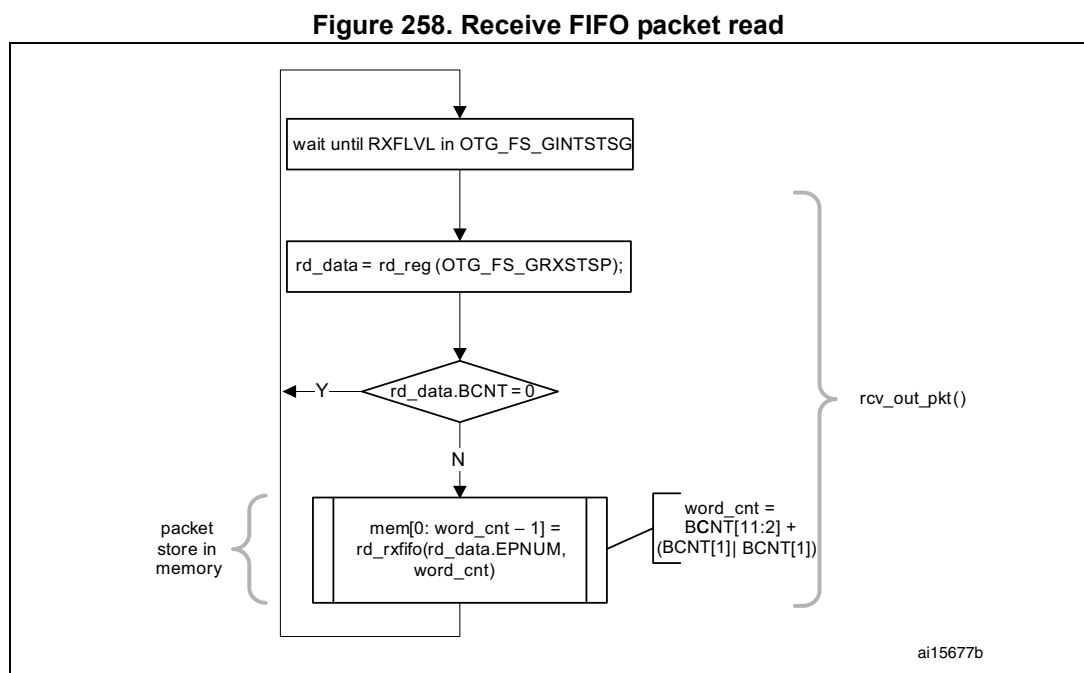 Figure 258. Receive FIFO packet read
wait until RXFLVL in OTG_FS_GINTSTSG
rd_data = rd_reg (OTG_FS_GRXSTSP);
rd_data.BCNT = 0
Y
rcv_out_pkt()
N
packet
store in
memory
mem[0: word_cnt – 1] =
rd_rxfifo(rd_data.EPNUM,
word_cnt)
word_cnt =
BCNT[11:2] +
(BCNT[1] | BCNT[1])
ai15677b